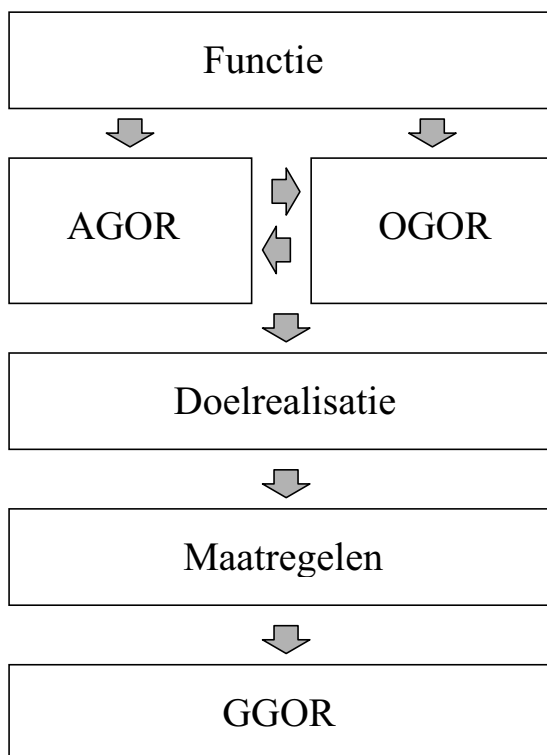 Functie
AGOR
OGOR
Doelrealisatie
Maatregelen
GGOR